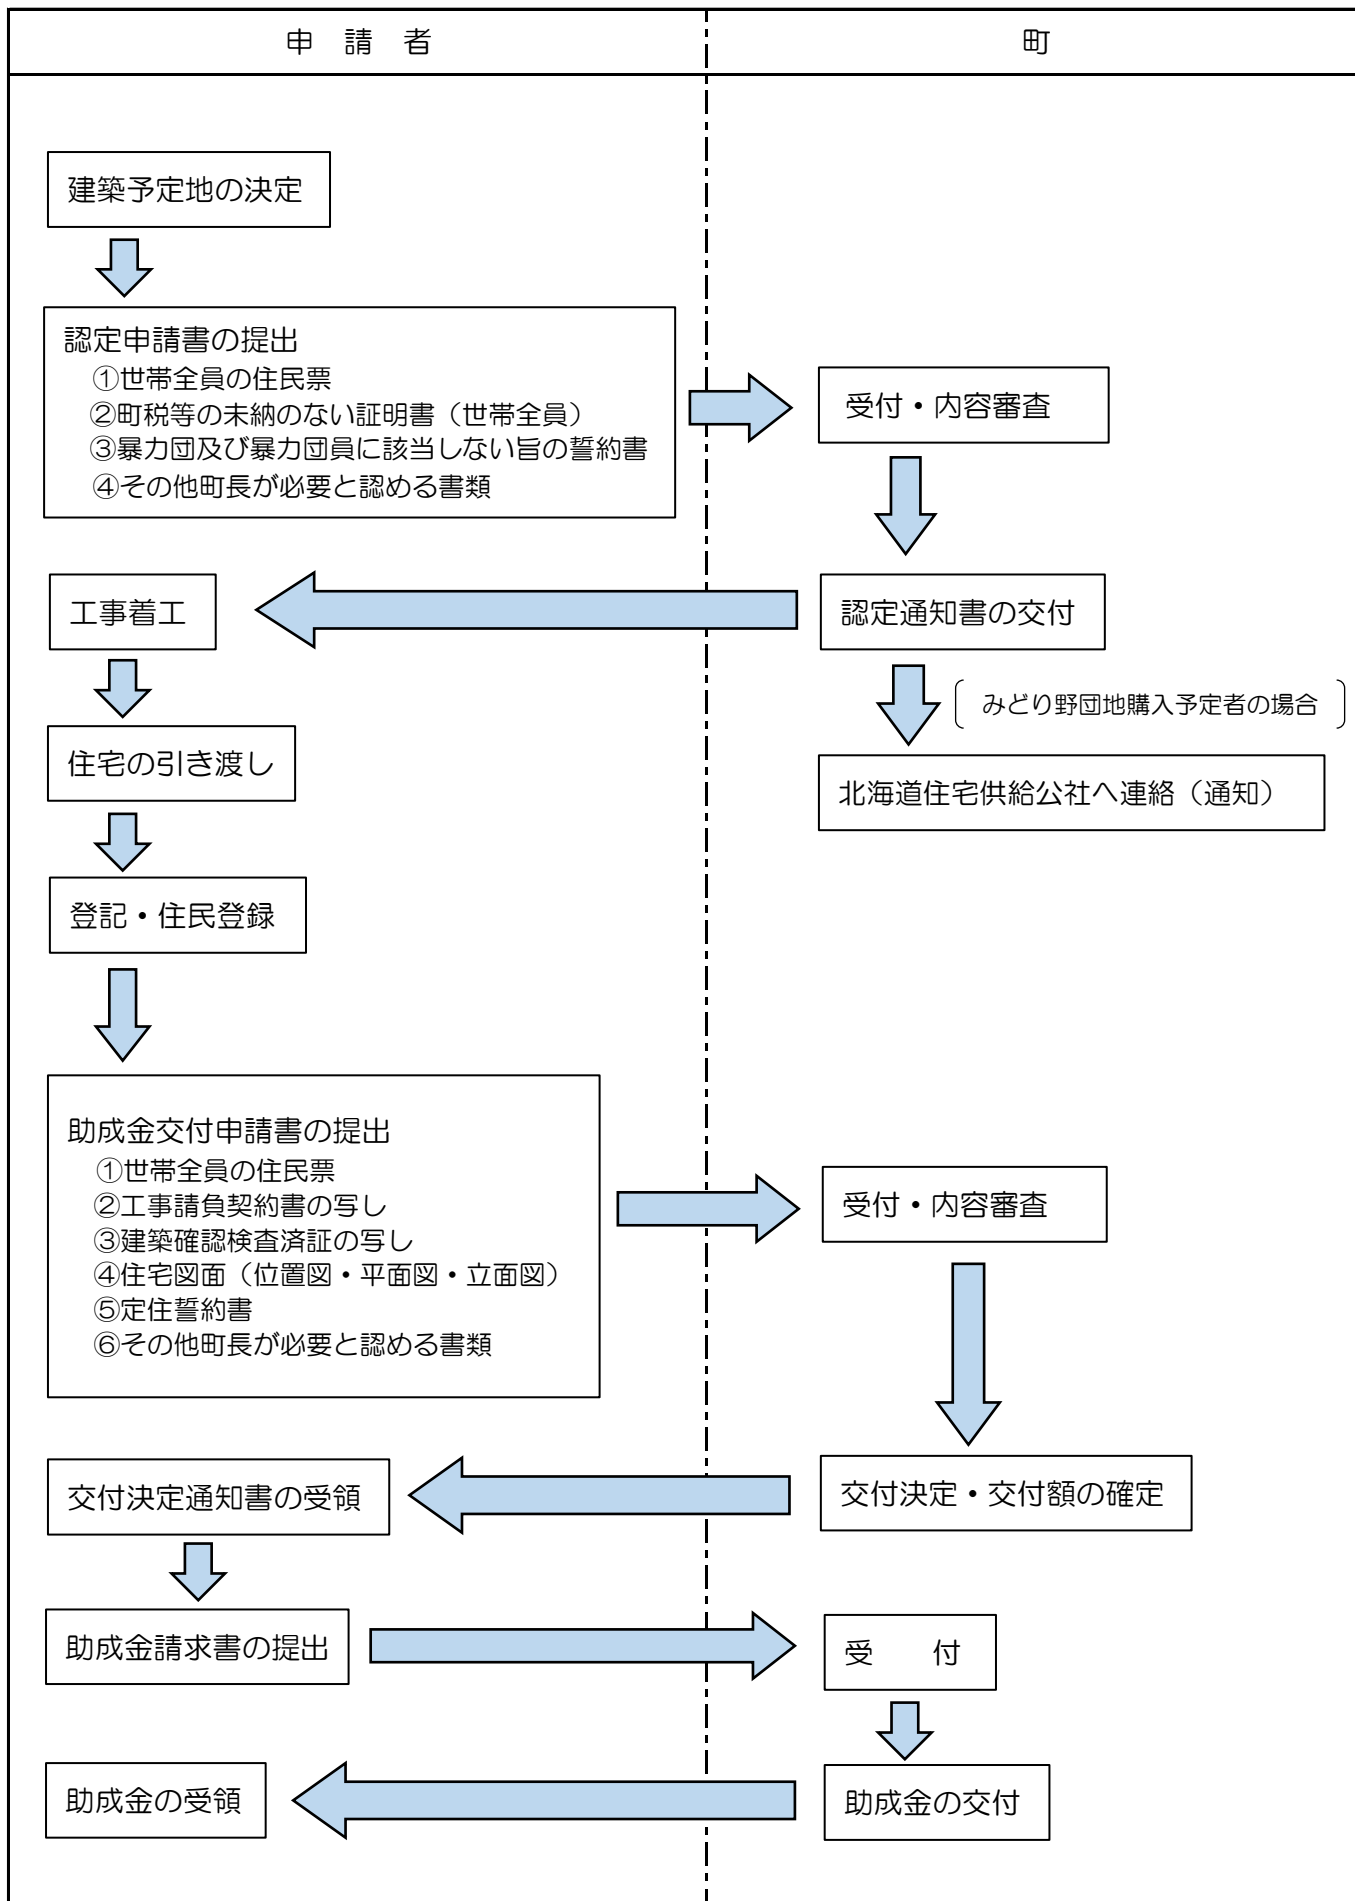 申　請　者
町
建築予定地の決定
認定申請書の提出
①世帯全員の住民票
②町税等の未納のない証明書（世帯全員）
③暴力団及び暴力団員に該当しない旨の誓約書
④その他町長が必要と認める書類
受付・内容審査
工事着工
認定通知書の交付
みどり野団地購入予定者の場合
住宅の引き渡し
北海道住宅供給公社へ連絡（通知）
登記・住民登録
助成金交付申請書の提出
①世帯全員の住民票
②工事請負契約書の写し
③建築確認検査済証の写し
④住宅図面（位置図・平面図・立面図）
⑤定住誓約書
⑥その他町長が必要と認める書類
受付・内容審査
交付決定通知書の受領
交付決定・交付額の確定
助成金請求書の提出
受　　付
助成金の受領
助成金の交付